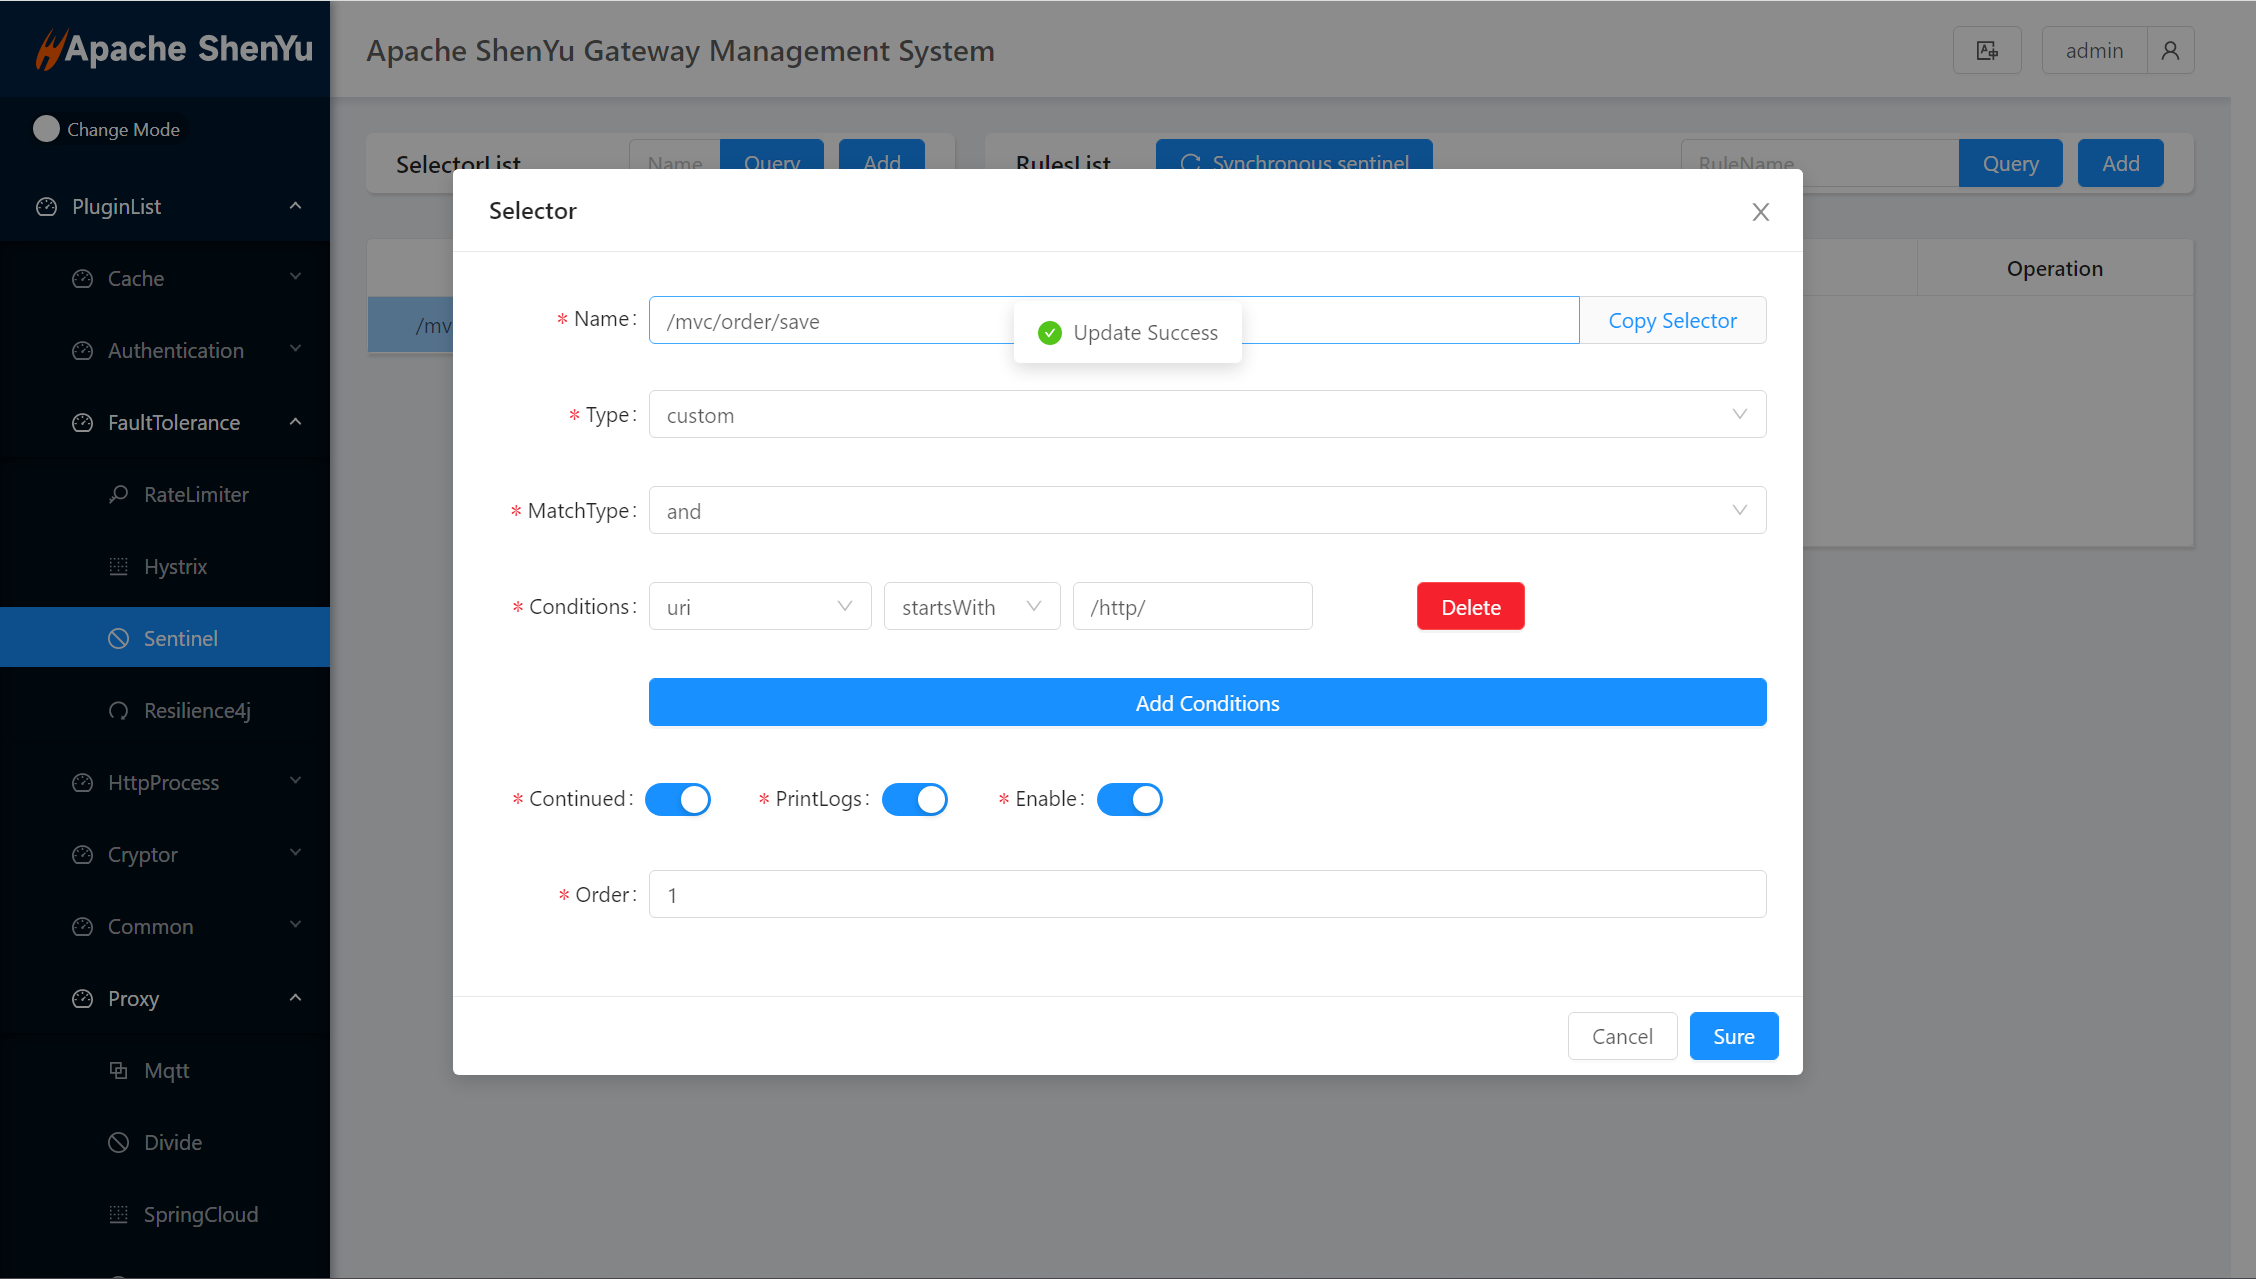 Apache ShenYu
Apache ShenYu Gateway Management System
admin
Change Mode
SelectorList
Name
Query
Add
RulesList
Synchronous sentinel
RuleName
Query
Add
PluginList
Cache
Authentication
FaultTolerance
RateLimiter
Hystrix
Sentinel
Resilience4j
HttpProcess
Cryptor
Common
Proxy
Mqtt
Divide
SpringCloud
Operation
Selector
* Name: /mvc/order/save
Copy Selector
Update Success
* Type: custom
* MatchType: and
* Conditions: uri startsWith /http/ Delete
Add Conditions
* Continued: * PrintLogs: * Enable:
* Order: 1
Cancel
Sure